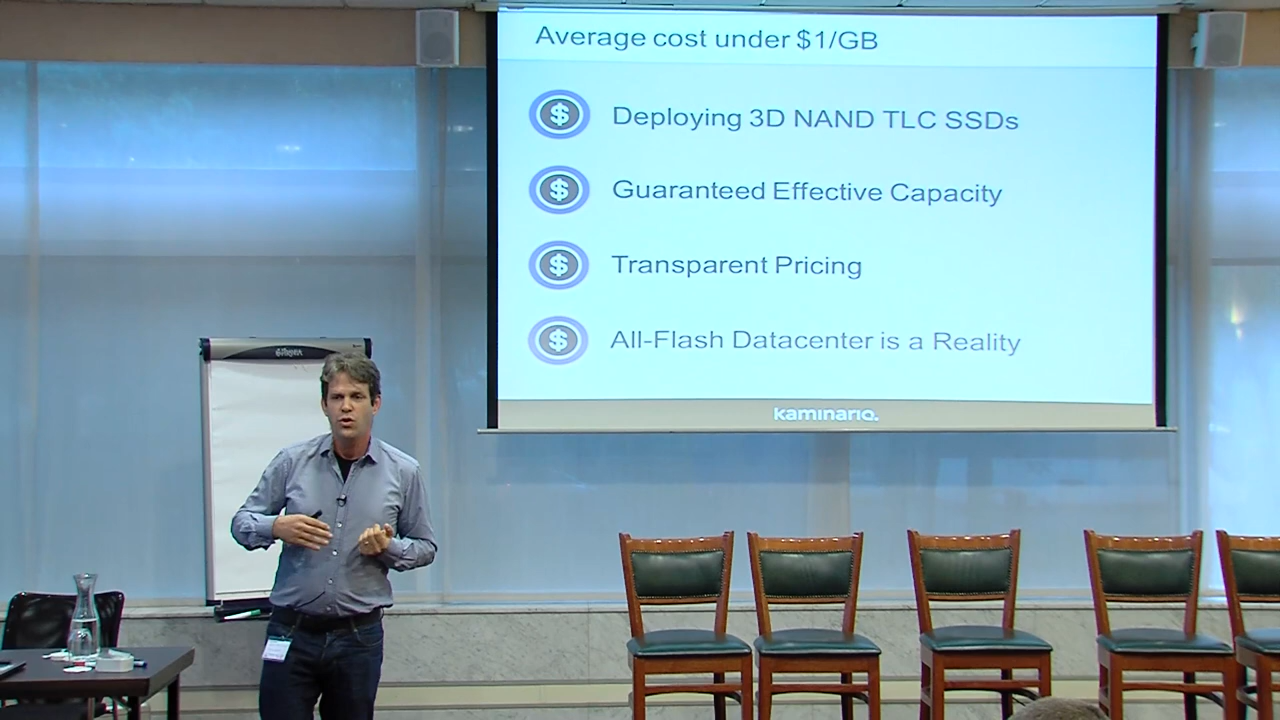 Average cost under $1/GB
$ Deploying 3D NAND TLC SSDs
$ Guaranteed Effective Capacity
$ Transparent Pricing
$ All-Flash Datacenter is a Reality
kaminario.